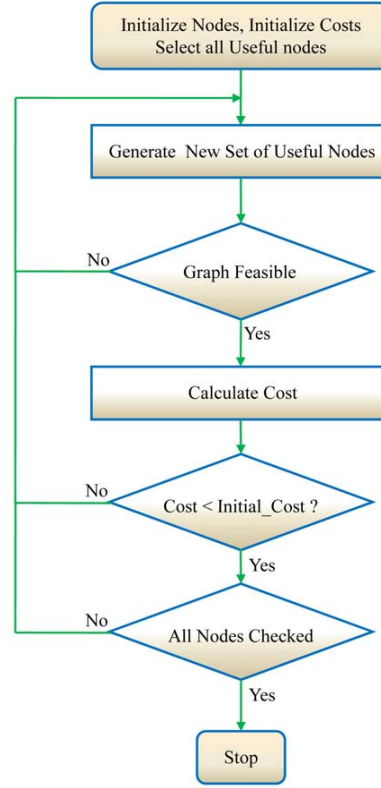 Initialize Nodes, Initialize Costs
Select all Useful nodes
Generate New Set of Useful Nodes
Graph Feasible
No
Yes
Calculate Cost
Cost < Initial_Cost ?
No
Yes
All Nodes Checked
No
Yes
Stop